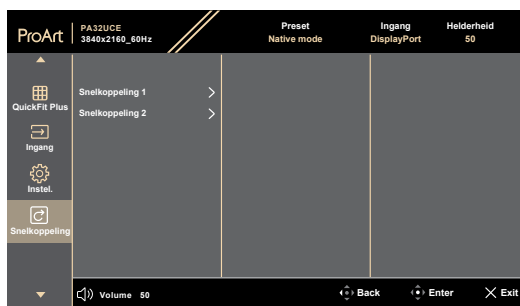 ProArt
PA32UCE
3840x2160_60Hz
Preset
Native mode
Ingang
DisplayPort
Helderheid
50
QuickFit Plus
Ingang
Instel.
Snelkoppeling
Snelkoppeling 1
Snelkoppeling 2
Volume 50
Back
Enter
Exit